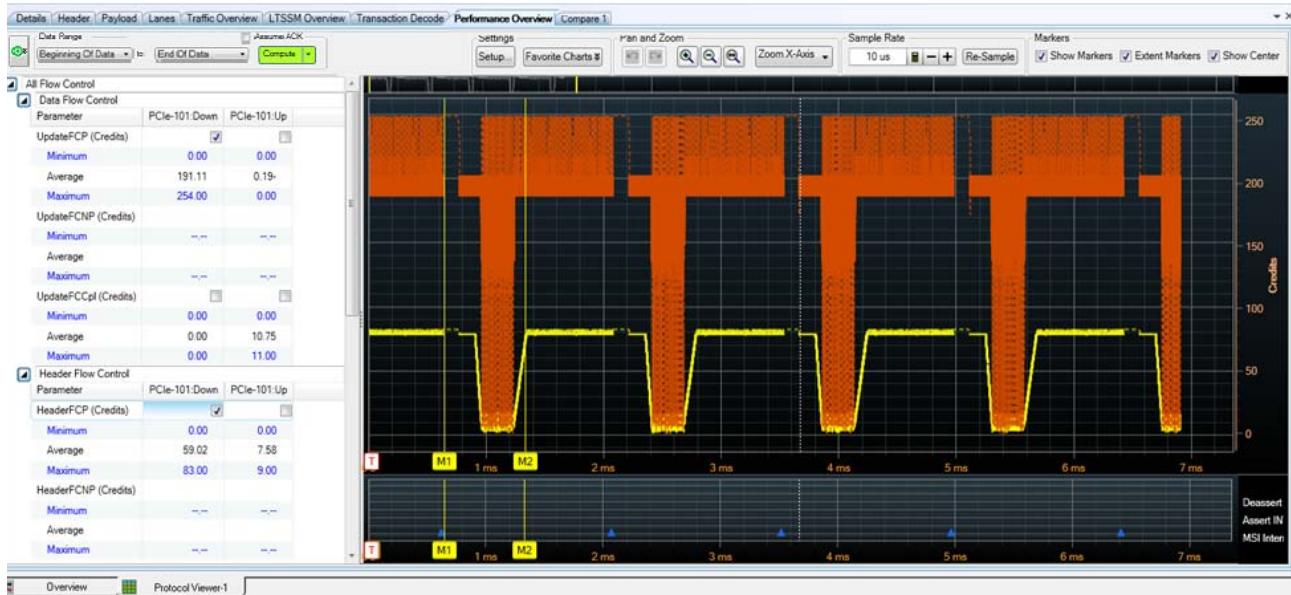 Details Header Payload Lanes Traffic Overview LTSSM Overview Transaction Decode Performance Overview Compare 1
Data Range Assume ACK Settings Pan and Zoom Sample Rate Markers
Beginning Of Data to End Of Data Compute Setup... Favorite Charts Zoom X-Axis 10 us Re-Sample Show Markers Extent Markers Show Center
All Flow Control
Data Flow Control
Parameter PCIe-101:Down PCIe-101:Up
UpdateFCP (Credits)
Minimum 0.00 0.00
Average 191.11 0.19-
Maximum 254.00 0.00
UpdateFCNP (Credits)
Minimum --.-- --.--
Average
Maximum --.-- --.--
UpdateFCCpl (Credits)
Minimum 0.00 0.00
Average 0.00 10.75
Maximum 0.00 11.00
Header Flow Control
Parameter PCIe-101:Down PCIe-101:Up
HeaderFCP (Credits)
Minimum 0.00 0.00
Average 59.02 7.58
Maximum 83.00 9.00
HeaderFCNP (Credits)
Minimum --.-- --.--
Average
Maximum --.-- --.--
250
200
150
100
50
0
Credits
T M1 1 ms M2 2 ms 3 ms 4 ms 5 ms 6 ms 7 ms
Deassert
Assert IN
MSI Interr
T M1 1 ms M2 2 ms 3 ms 4 ms 5 ms 6 ms 7 ms
Overview Protocol Viewer-1